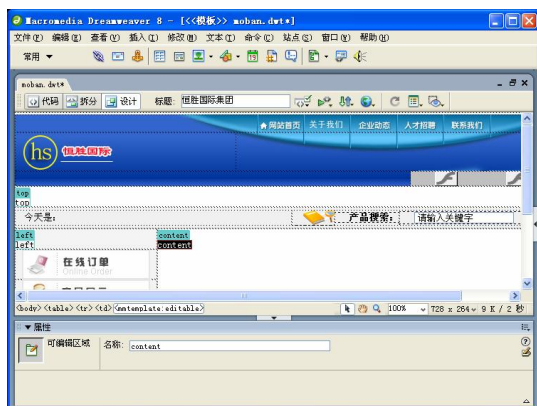 Macromedia Dreamweaver 8 - [<<模板>> moban.dwt*]
文件(F) 编辑(E) 查看(V) 插入(I) 修改(M) 文本(T) 命令(C) 站点(S) 窗口(W) 帮助(H)
常用
moban.dwt*
代码 拆分 设计 标题: 恒胜国际集团
网站首页 关于我们 企业动态 人才招聘 联系我们
hs 恒胜国际
top
top
今天是: 产品搜索: 请输入关键字
left content
left content
在线订单
Online Order
<body> <table> <tr> <td> <mmtemplate:editable> 100% 728 x 264 9 K / 2 秒
属性
可编辑区域 名称: content